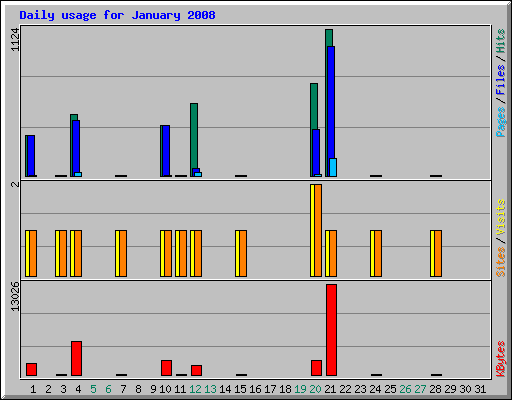 Daily usage for January 2008
1124
Pages / Files / Hits
2
Sites / Visits
13026
KBytes
1 2 3 4 5 6 7 8 9 10 11 12 13 14 15 16 17 18 19 20 21 22 23 24 25 26 27 28 29 30 31